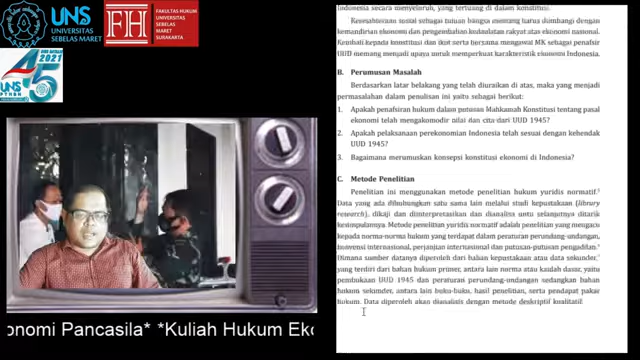 UNS
UNIVERSITAS
SEBELAS MARET
FH
FAKULTAS HUKUM
UNIVERSITAS
SEBELAS
MARET
SURAKARTA
45
2021
UNS
PTNBH
onomi Pancasila* *Kuliah Hukum Eko
Indonesia secara menyeluruh, yang tertuang di dalam konstitusi.
Kesejahteraan sosial sebagai tujuan bangsa memang harus diimbangi dengan
kemandirian ekonomi dan pengendalian kedaulatan rakyat atas ekonomi nasional.
Kembali kepada konstitusi dan ikut serta bersama mengawal MK sebagai penafsir
UUD memang menjadi upaya untuk memperkuat karakteristik ekonomi Indonesia.
B. Perumusan Masalah
Berdasarkan latar belakang yang telah diuraikan di atas, maka yang menjadi
permasalahan dalam penulisan ini yaitu sebagai berikut:
1. Apakah penafsiran hukum dalam putusan Mahkamah Konstitusi tentang pasal
ekonomi telah mengakomodir nilai dan cita dari UUD 1945?
2. Apakah pelaksanaan perekonomian Indonesia telah sesuai dengan kehendak
UUD 1945?
3. Bagaimana merumuskan konsepsi konstitusi ekonomi di Indonesia?
C. Metode Penelitian
Penelitian ini menggunakan metode penelitian hukum yuridis normatif.
Data yang ada dihubungkan satu sama lain melalui studi kepustakaan (library
research), dikaji dan diinterpretasikan dan dianalisis untuk selanjutnya ditarik
kesimpulannya. Metode penelitian yuridis normatif adalah penelitian yang mengacu
kepada norma-norma hukum yang terdapat dalam peraturan perundang-undangan,
konvensi internasional, perjanjian internasional dan putusan-putusan pengadilan.
Dimana sumber datanya diperoleh dari bahan kepustakaan atau data sekunder,
yang terdiri dari bahan hukum primer, antara lain norma atau kaidah dasar, yaitu
UUD 1945 dan peraturan perundang-undangan sedangkan bahan
hukum sekunder, antara lain buku-buku, hasil penelitian, serta pendapat pakar
hukum. Data diperoleh akan dianalisis dengan metode deskriptif kualitatif.